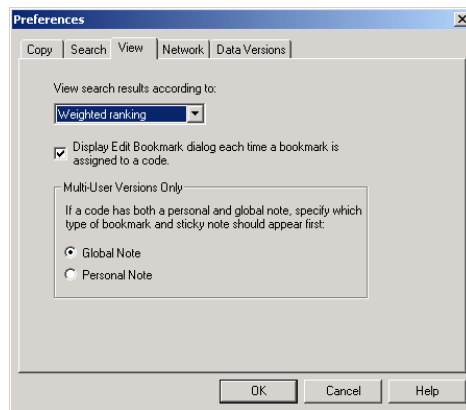 Preferences
Copy Search View Network Data Versions
View search results according to:
Weighted ranking
Display Edit Bookmark dialog each time a bookmark is
assigned to a code.
Multi-User Versions Only
If a code has both a personal and global note, specify which
type of bookmark and sticky note should appear first:
Global Note
Personal Note
OK Cancel Help